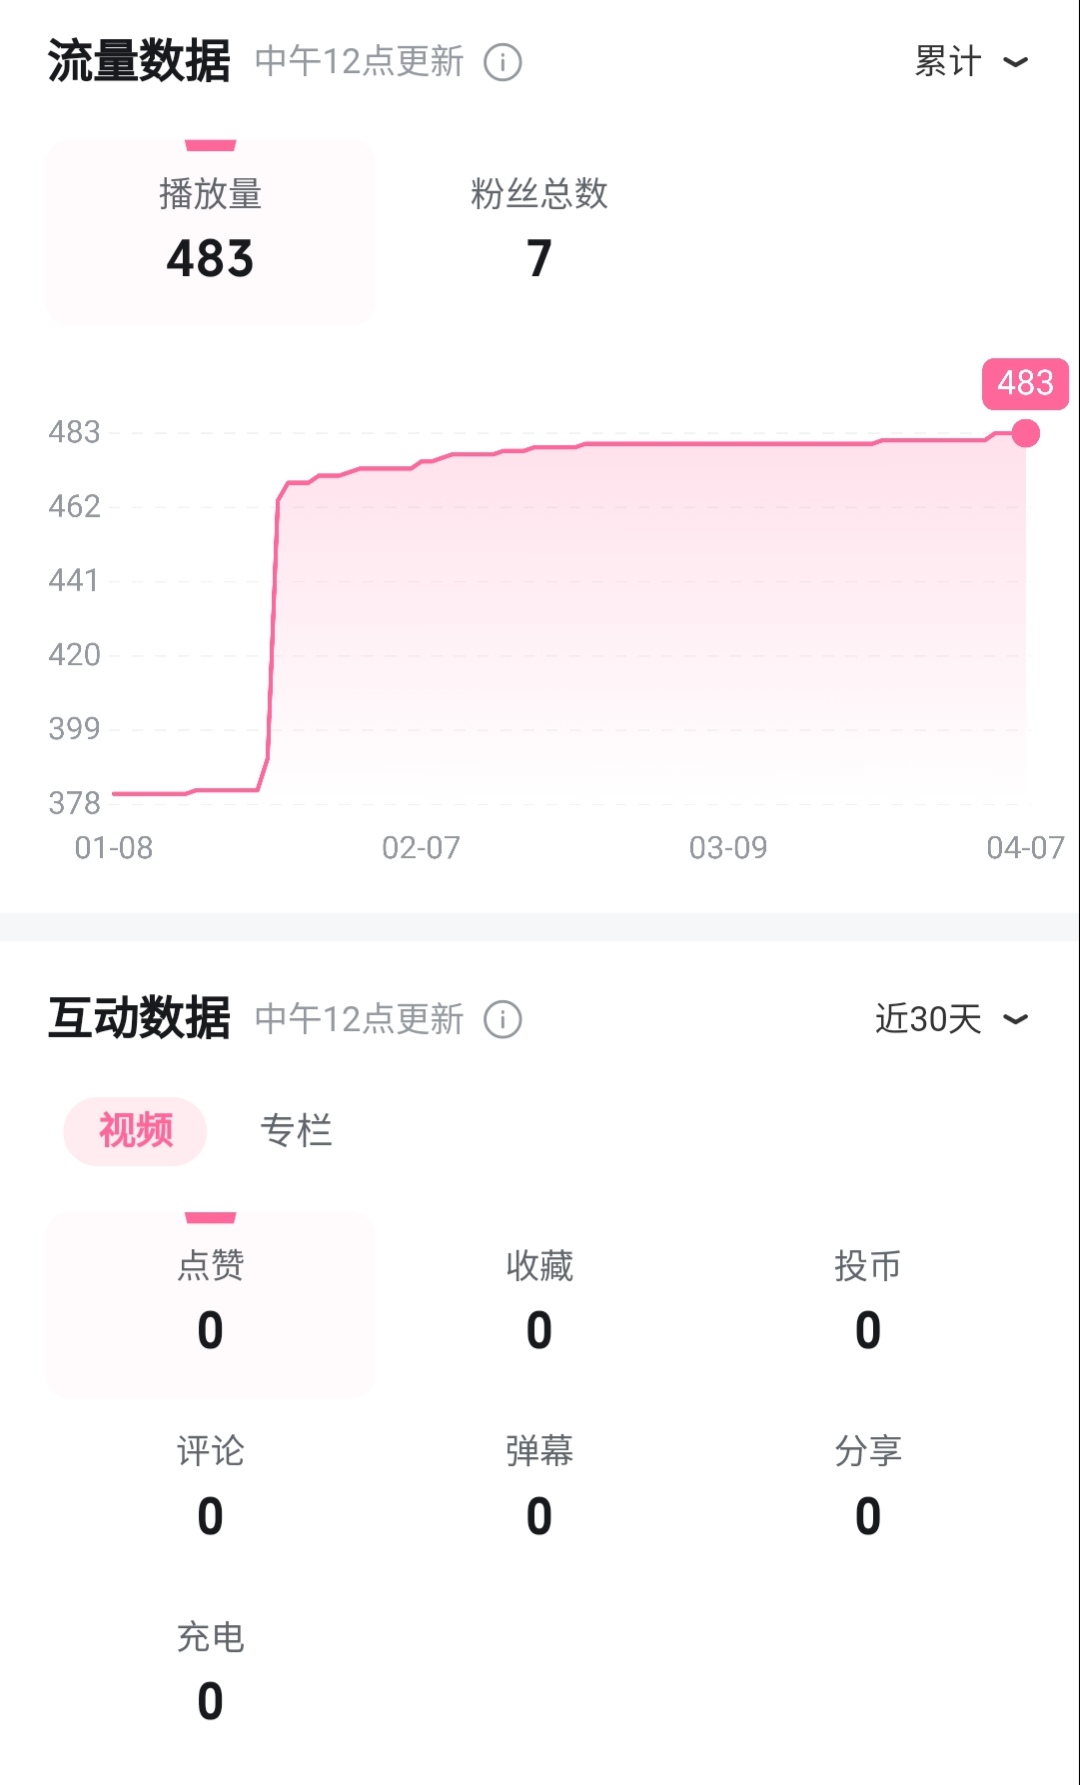 流量数据 中午12点更新 累计
播放量 粉丝总数
483 7
483
483
462
441
420
399
378
01-08 02-07 03-09 04-07
互动数据 中午12点更新 近30天
视频 专栏
点赞 收藏 投币
0 0 0
评论 弹幕 分享
0 0 0
充电
0